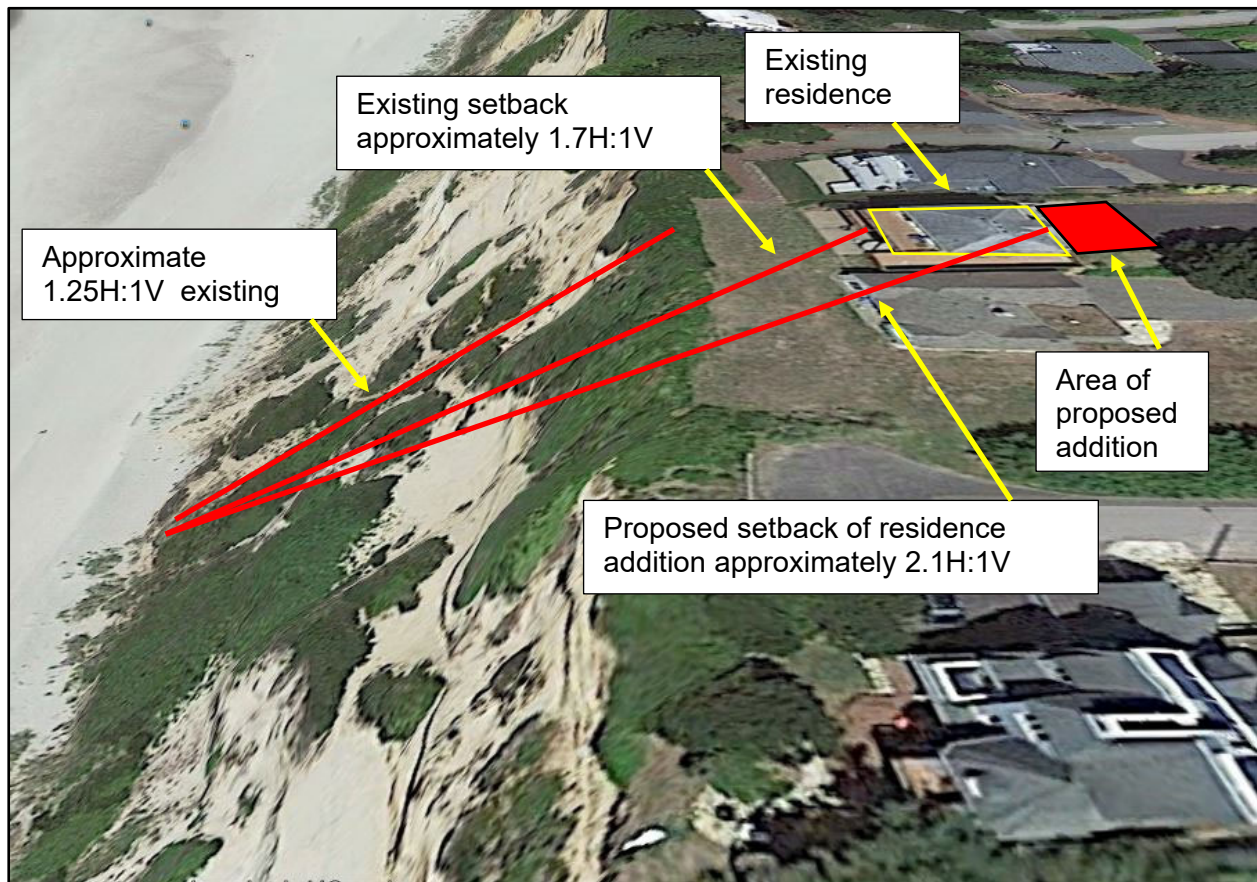 Existing
residence
Existing setback
approximately 1.7H:1V
Approximate
1.25H:1V existing
Area of
proposed
addition
Proposed setback of residence
addition approximately 2.1H:1V